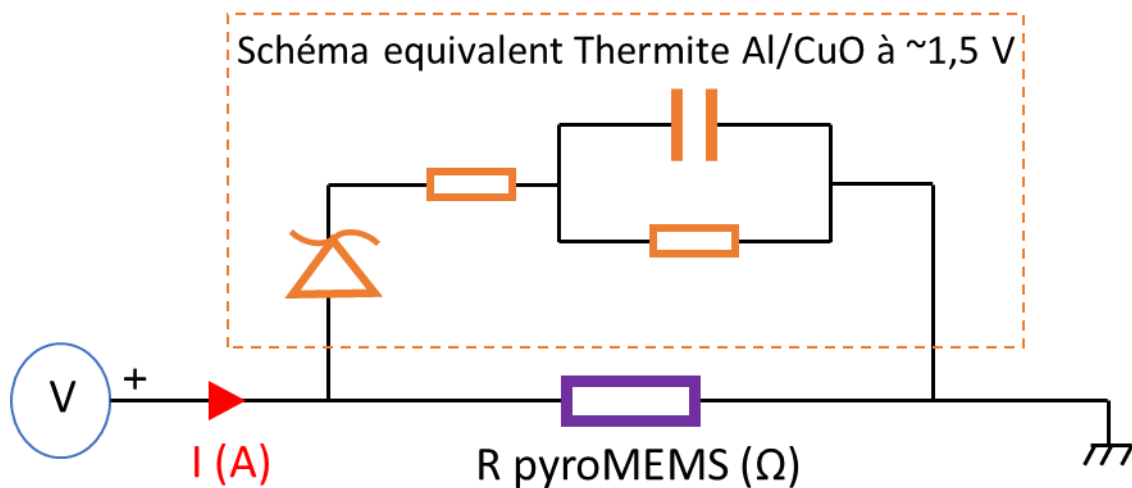 Schéma equivalent Thermite Al/CuO à ~1,5 V
V
+
I (A)
R pyroMEMS (Ω)